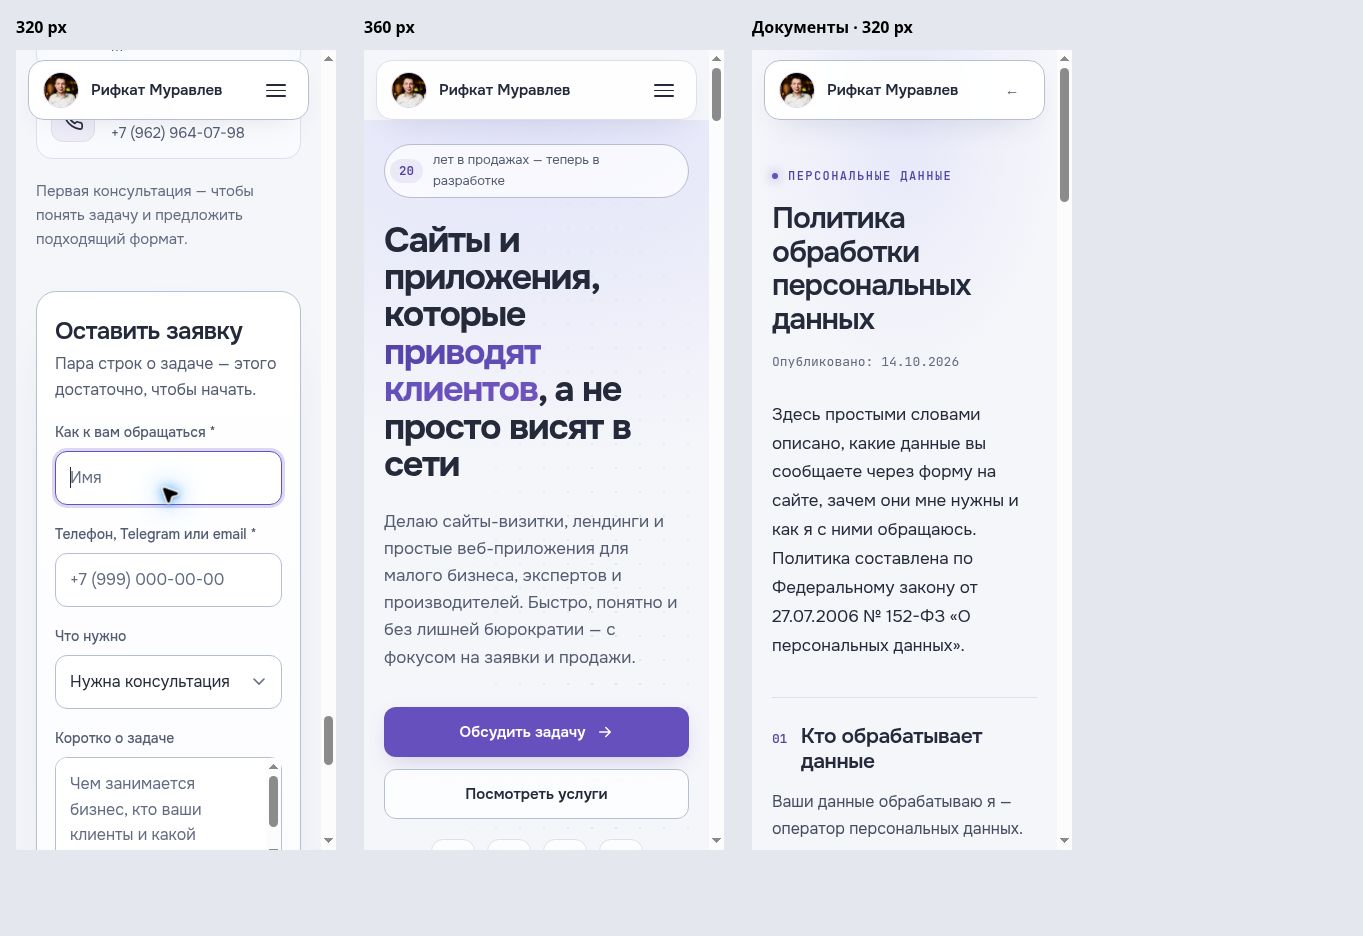 320 px
Рифкат Муравлев
+7 (962) 964-07-98
Первая консультация — чтобы
понять задачу и предложить
подходящий формат.
Оставить заявку
Пара строк о задаче — этого
достаточно, чтобы начать.
Как к вам обращаться *
Имя
Телефон, Telegram или email *
+7 (999) 000-00-00
Что нужно
Нужна консультация
Коротко о задаче
Чем занимается
бизнес, кто ваши
клиенты и какой
360 px
Рифкат Муравлев
20
лет в продажах — теперь в
разработке
Сайты и
приложения,
которые
приводят
клиентов, а не
просто висят в
сети
Делаю сайты-визитки, лендинги и
простые веб-приложения для
малого бизнеса, экспертов и
производителей. Быстро, понятно и
без лишней бюрократии — с
фокусом на заявки и продажи.
Обсудить задачу →
Посмотреть услуги
Документы · 320 px
Рифкат Муравлев ←
ПЕРСОНАЛЬНЫЕ ДАННЫЕ
Политика
обработки
персональных
данных
Опубликовано: 14.10.2026
Здесь простыми словами
описано, какие данные вы
сообщаете через форму на
сайте, зачем они мне нужны и
как я с ними обращаюсь.
Политика составлена по
Федеральному закону от
27.07.2006 № 152-ФЗ «О
персональных данных».
01 Кто обрабатывает
данные
Ваши данные обрабатываю я —
оператор персональных данных.